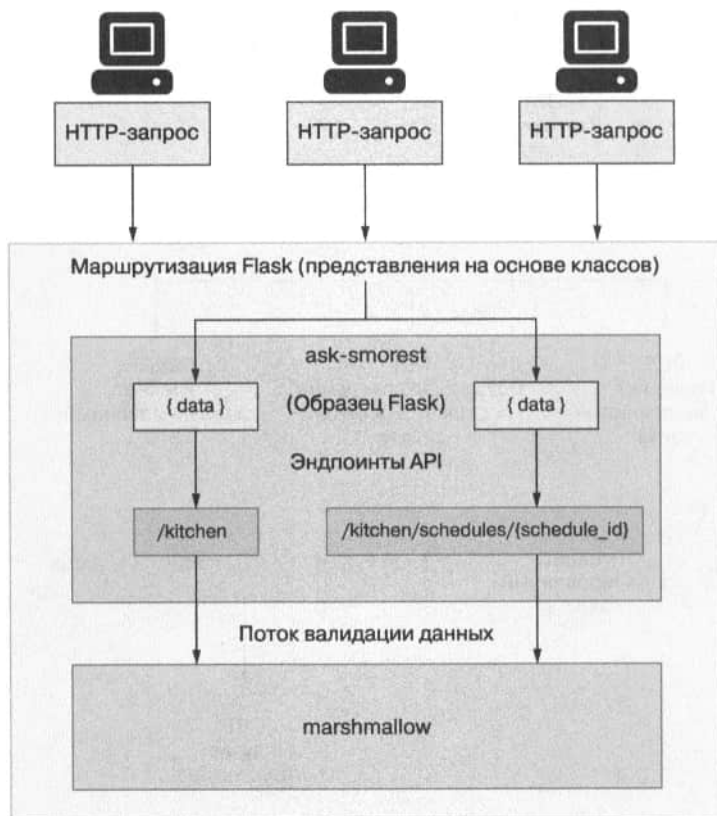 HTTP-запрос
HTTP-запрос
HTTP-запрос
Маршрутизация Flask (представления на основе классов)
ask-smorest
{ data }
(Образец Flask)
{ data }
Эндпоинты API
/kitchen
/kitchen/schedules/{schedule_id}
Поток валидации данных
marshmallow